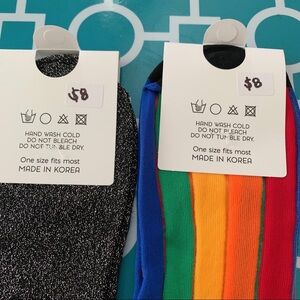 $8
HAND WASH COLD
DO NOT BLEACH
DO NOT TUMBLE DRY.
One size fits most
MADE IN KOREA
$8
HAND WASH COLD
DO NOT BLEACH
DO NOT TUMBLE DRY.
One size fits most
MADE IN KOREA